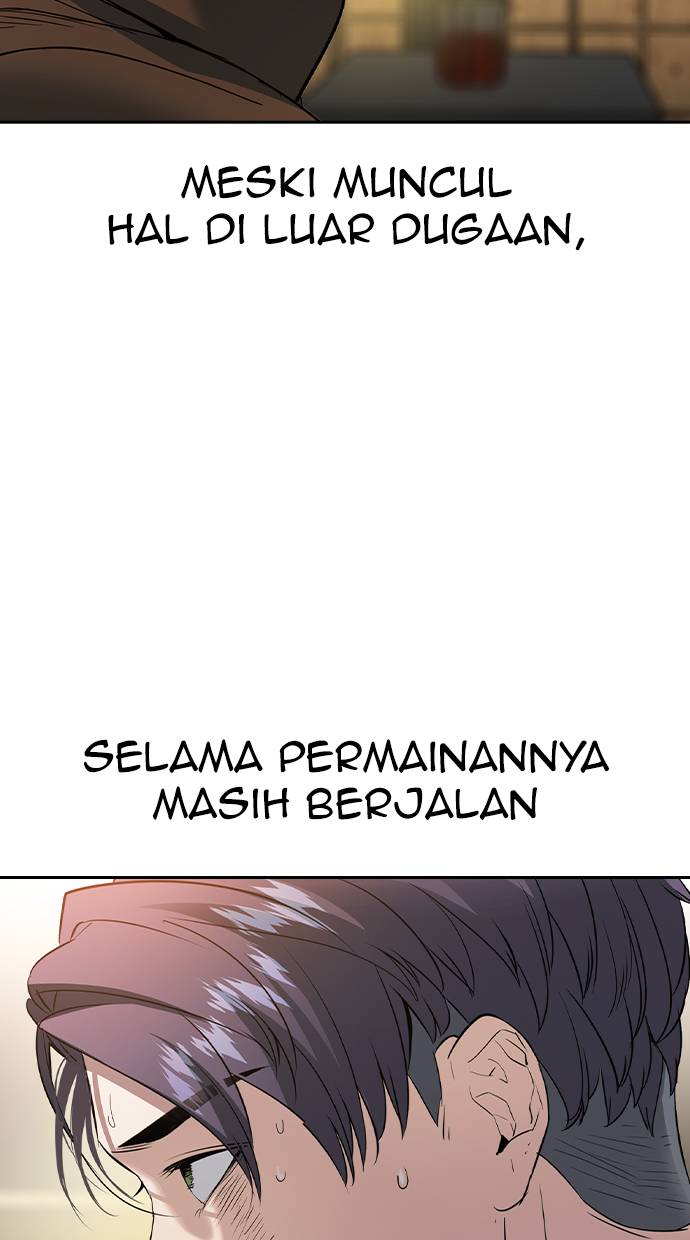 MESKI MUNCUL
HAL DI LUAR DUGAAN,
SELAMA PERMAINANNYA
MASIH BERJALAN